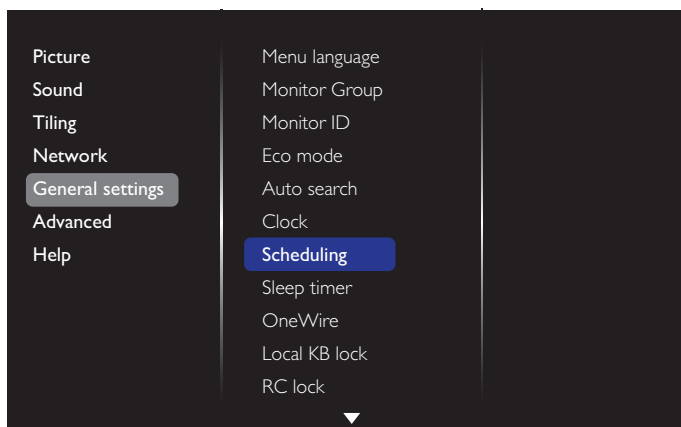 Picture
Sound
Tiling
Network
General settings
Advanced
Help
Menu language
Monitor Group
Monitor ID
Eco mode
Auto search
Clock
Scheduling
Sleep timer
OneWire
Local KB lock
RC lock